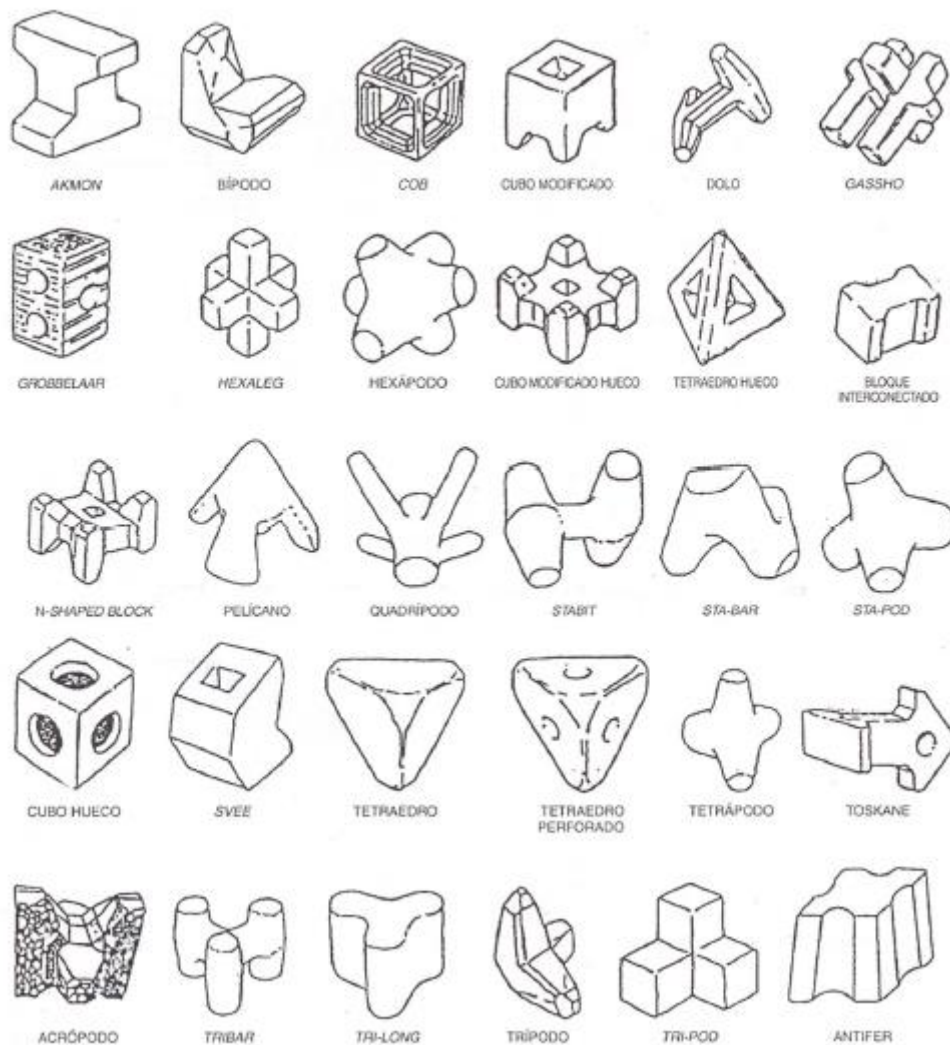 AKMON
BÍPODO
COB
CUBO MODIFICADO
DOLO
GASSHO
GROBBELAAR
HEXALEG
HEXÁPODO
CUBO MODIFICADO HUECO
TETRAEDRO HUECO
BLOQUE
INTERCONECTADO
N-SHAPED BLOCK
PELÍCANO
QUADRÍPODO
STABIT
STA-BAR
STA-POD
CUBO HUECO
SVEE
TETRAEDRO
TETRAEDRO
PERFORADO
TETRÁPODO
TOSKANE
ACRÓPODO
TRIBAR
TRI-LONG
TRÍPODO
TRI-POD
ANTIFER